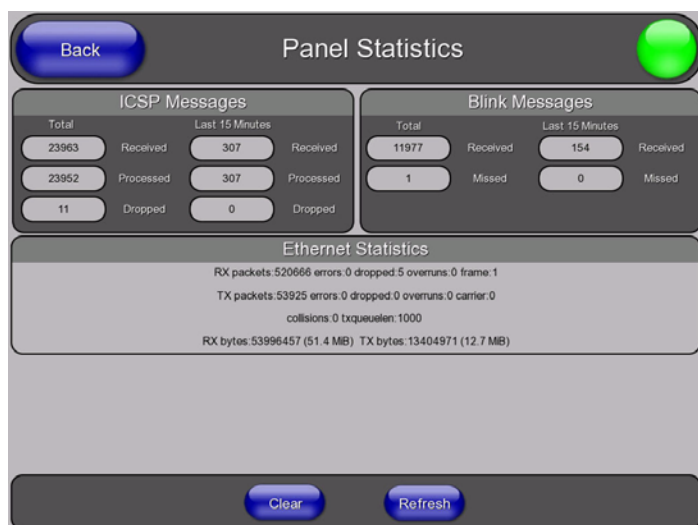 Back
Panel Statistics
ICSP Messages
Total Last 15 Minutes
23963 Received 307 Received
23952 Processed 307 Processed
11 Dropped 0 Dropped
Blink Messages
Total Last 15 Minutes
11977 Received 154 Received
1 Missed 0 Missed
Ethernet Statistics
RX packets:520666 errors:0 dropped:5 overruns:0 frame:1
TX packets:53925 errors:0 dropped:0 overruns:0 carrier:0
collisions:0 txqueuelen:1000
RX bytes:53996457 (51.4 MiB) TX bytes:13404971 (12.7 MiB)
Clear Refresh